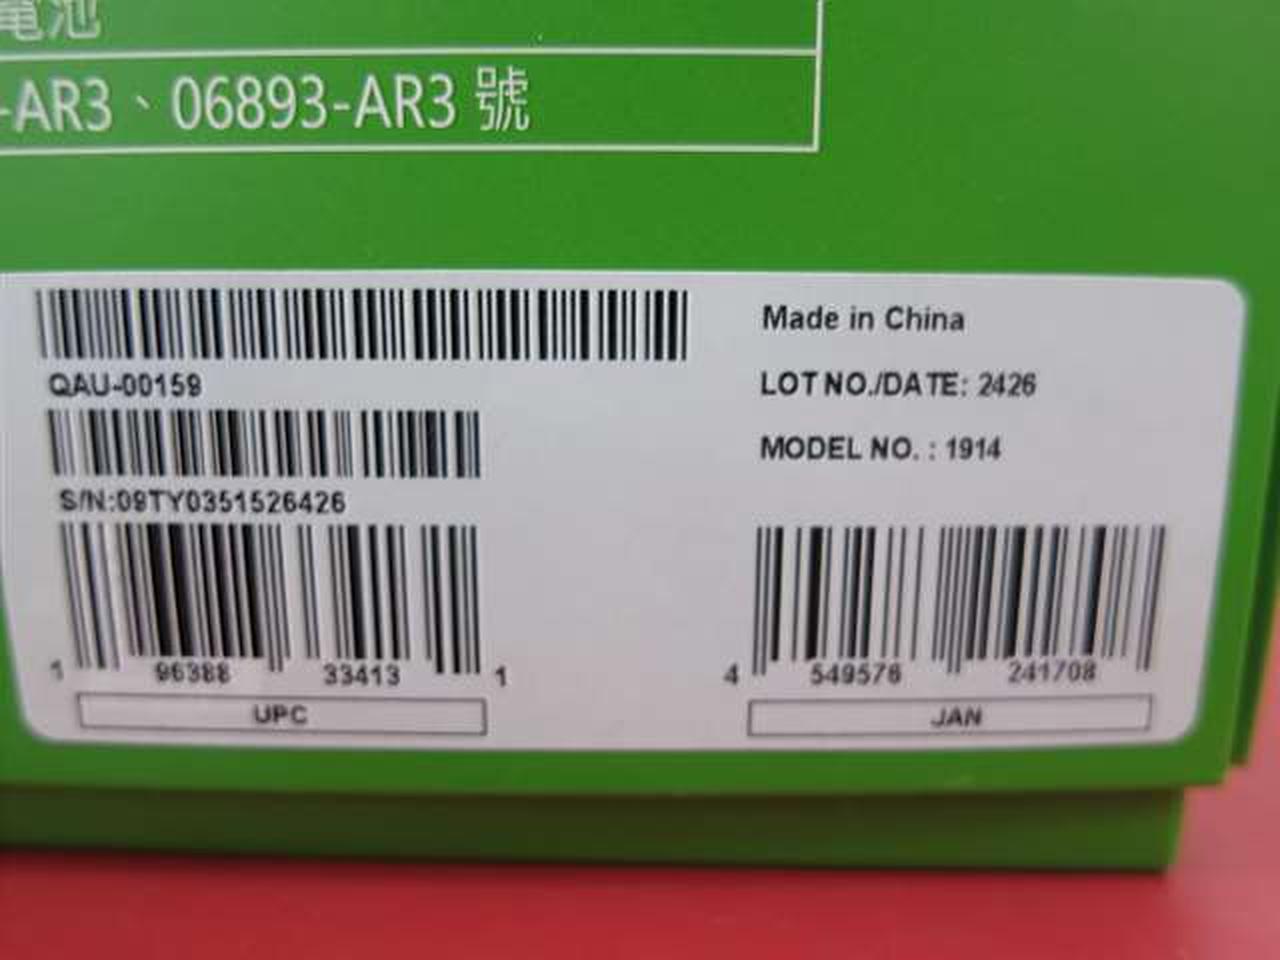 電池
-AR3、06893-AR3 號
QAU-00159
Made in China
LOT NO./DATE: 2426
S/N:09TY0351526426
MODEL NO. : 1914
1 96388 33413 1
UPC
4 549576 241708
JAN